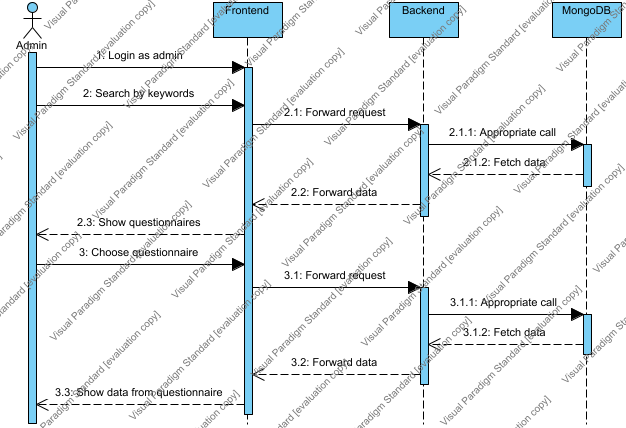 Frontend
Backend
MongoDB
Admin
1: Login as admin
2: Search by keywords
2.1: Forward request
2.1.1: Appropriate call
2.1.2: Fetch data
2.2: Forward data
2.3: Show questionnaires
3: Choose questionnaire
3.1: Forward request
3.1.1: Appropriate call
3.1.2: Fetch data
3.2: Forward data
3.3: Show data from questionnaire
Visual Paradigm Standard [evaluation copy]